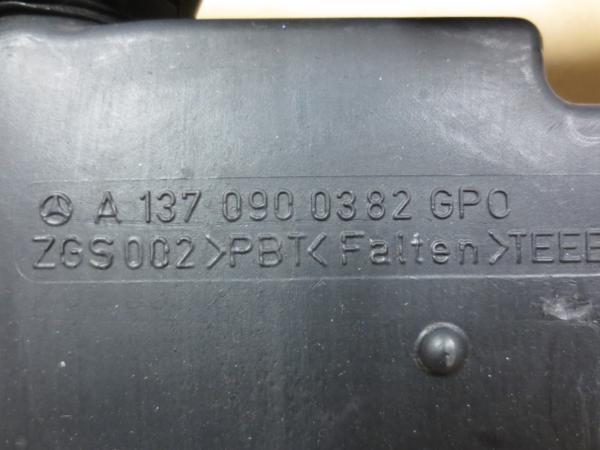 A 137 090 0382 GPO
ZGS002 >PBT< Falten >TEEE